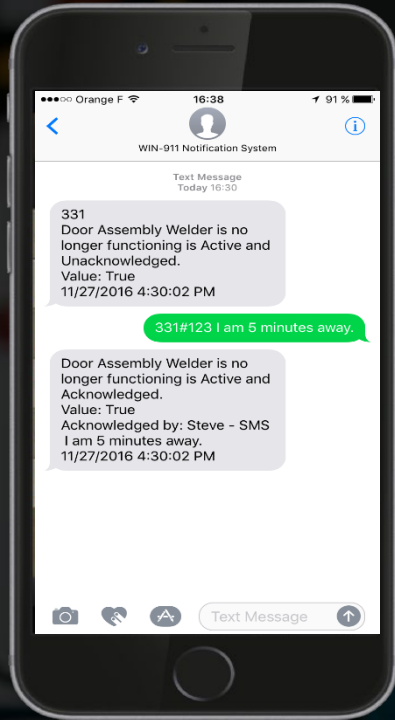 Orange F 16:38 91 %
WIN-911 Notification System
Text Message
Today 16:30
331
Door Assembly Welder is no
longer functioning is Active and
Unacknowledged.
Value: True
11/27/2016 4:30:02 PM
331#123 I am 5 minutes away.
Door Assembly Welder is no
longer functioning is Active and
Acknowledged.
Value: True
Acknowledged by: Steve - SMS
I am 5 minutes away.
11/27/2016 4:30:02 PM
Text Message